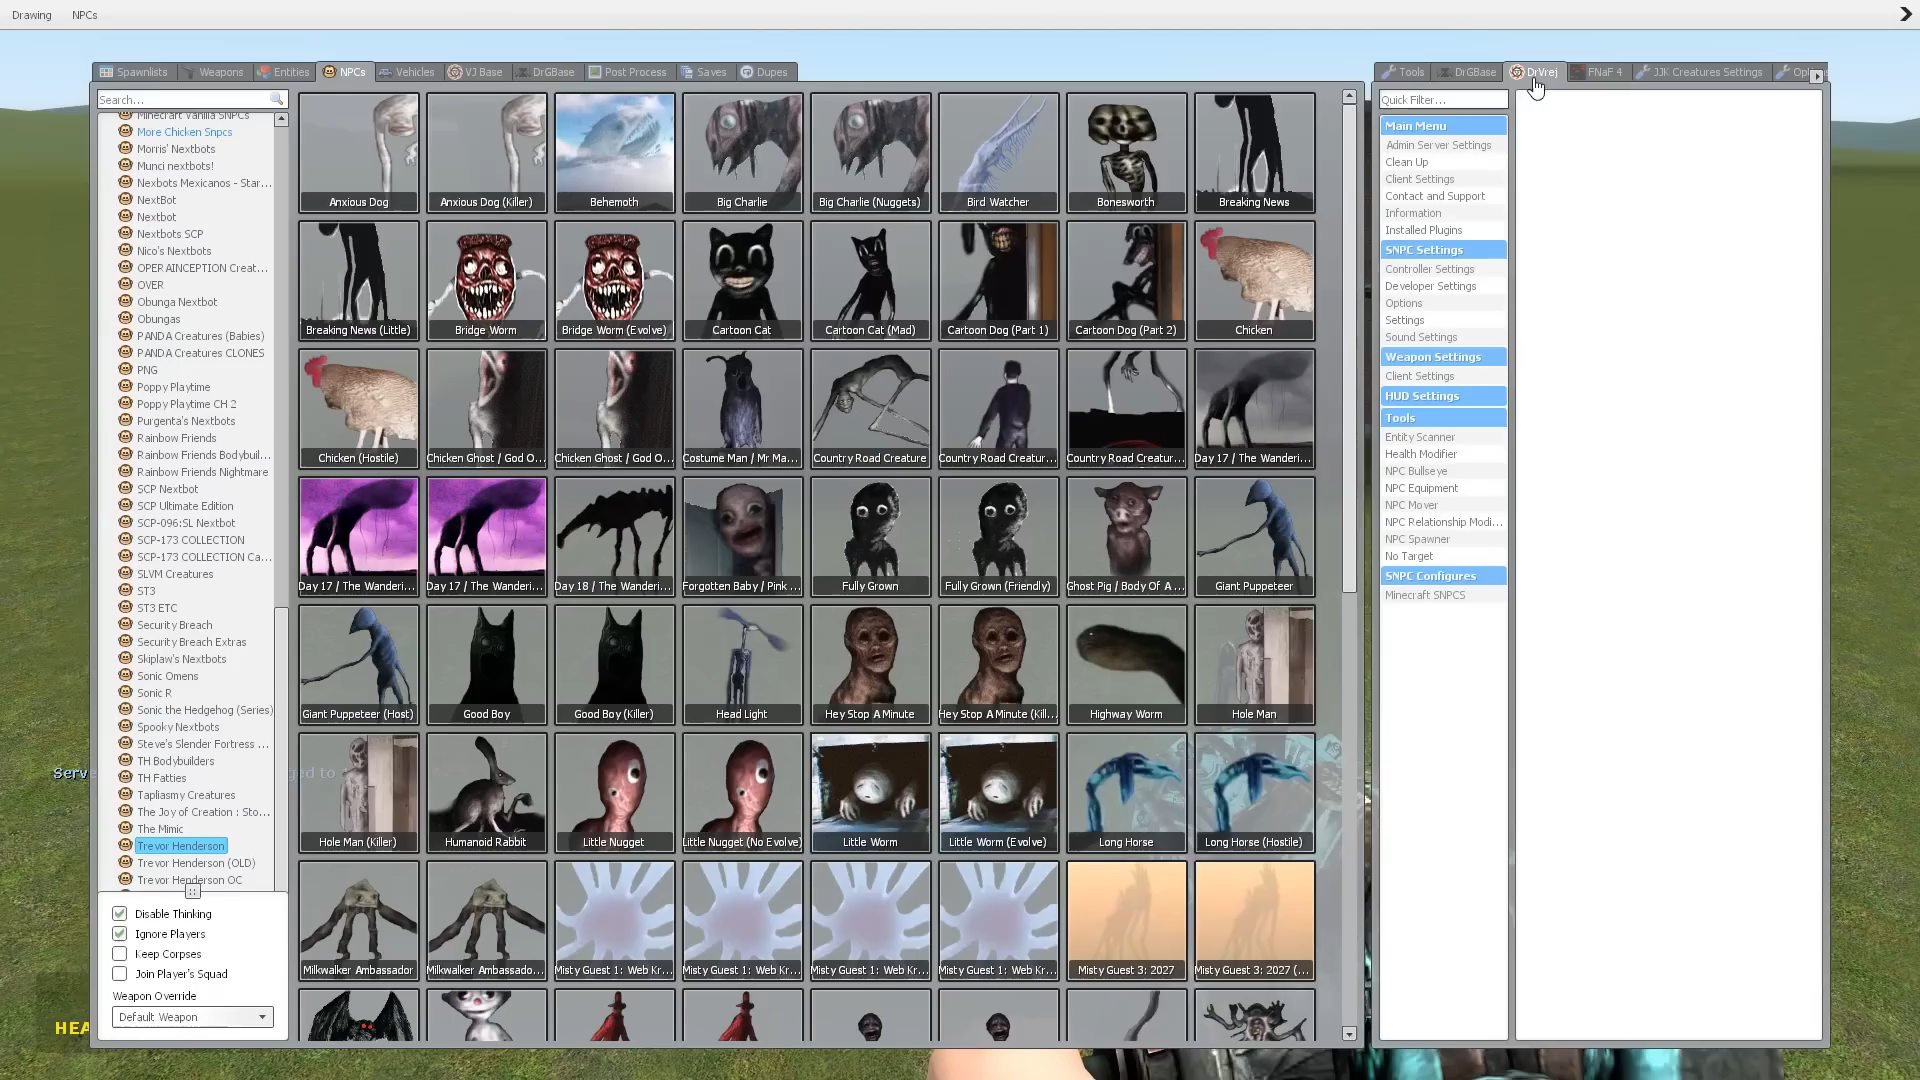 Drawing NPCs
Spawnlists Weapons Entities NPCs Vehicles VJ Base DrGBase Post Process Saves Dupes
Search...
Minecraft Vanilla SNPCs
More Chicken Snpcs
Morris' Nextbots
Munci nextbots!
Nexbots Mexicanos - Star...
NextBot
Nextbot
Nextbots SCP
Nico's Nextbots
OPERAINCEPTION Creat...
OVER
Obunga Nextbot
Obungas
PANDA Creatures (Babies)
PANDA Creatures CLONES
PNG
Poppy Playtime
Poppy Playtime CH 2
Purgenta's Nextbots
Rainbow Friends
Rainbow Friends Bodybuil...
Rainbow Friends Nightmare
SCP Nextbot
SCP Ultimate Edition
SCP-096:SL Nextbot
SCP-173 COLLECTION
SCP-173 COLLECTION Ca...
SLVM Creatures
ST3
ST3 ETC
Security Breach
Security Breach Extras
Skiplaw's Nextbots
Sonic Omens
Sonic R
Sonic the Hedgehog (Series)
Spooky Nextbots
Steve's Slender Fortress ...
TH Bodybuilders
TH Fatties
Tapliasmy Creatures
The Joy of Creation : Sto...
The Mimic
Trevor Henderson
Trevor Henderson (OLD)
Trevor Henderson OC
Disable Thinking
Ignore Players
Keep Corpses
Join Player's Squad
Weapon Override
Default Weapon
Anxious Dog Anxious Dog (Killer) Behemoth Big Charlie Big Charlie (Nuggets) Bird Watcher Bonesworth Breaking News
Breaking News (Little) Bridge Worm Bridge Worm (Evolve) Cartoon Cat Cartoon Cat (Mad) Cartoon Dog (Part 1) Cartoon Dog (Part 2) Chicken
Chicken (Hostile) Chicken Ghost / God O... Chicken Ghost / God O... Costume Man / Mr Ma... Country Road Creature Country Road Creatur... Country Road Creatur... Day 17 / The Wanderi...
Day 17 / The Wanderi... Day 17 / The Wanderi... Day 18 / The Wanderi... Forgotten Baby / Pink ... Fully Grown Fully Grown (Friendly) Ghost Pig / Body Of A ... Giant Puppeteer
Giant Puppeteer (Host) Good Boy Good Boy (Killer) Head Light Hey Stop A Minute Hey Stop A Minute (Kill... Highway Worm Hole Man
Hole Man (Killer) Humanoid Rabbit Little Nugget Little Nugget (No Evolve) Little Worm Little Worm (Evolve) Long Horse Long Horse (Hostile)
Milkwalker Ambassador Milkwalker Ambassado... Misty Guest 1: Web Kr... Misty Guest 1: Web Kr... Misty Guest 1: Web Kr... Misty Guest 1: Web Kr... Misty Guest 3: 2027 Misty Guest 3: 2027 (...
Tools DrGBase DrVrej FNaF 4 JJK Creatures Settings
Quick Filter...
Main Menu
Admin Server Settings
Clean Up
Client Settings
Contact and Support
Information
Installed Plugins
SNPC Settings
Controller Settings
Developer Settings
Options
Settings
Sound Settings
Weapon Settings
Client Settings
HUD Settings
Tools
Entity Scanner
Health Modifier
NPC Bullseye
NPC Equipment
NPC Mover
NPC Relationship Modi...
NPC Spawner
No Target
SNPC Configures
Minecraft SNPCS
Serve
ged to
HEA